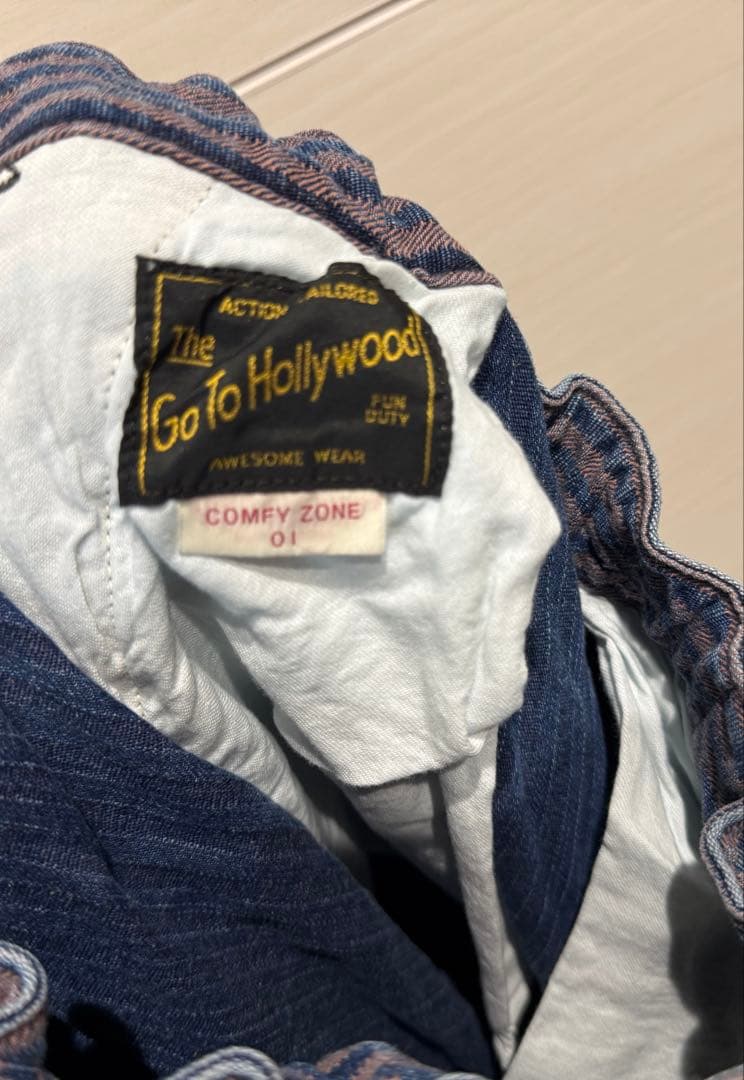 ACTION TAILORED
The
Go To Hollywood
FUN
DUTY
AWESOME WEAR
COMFY ZONE
01